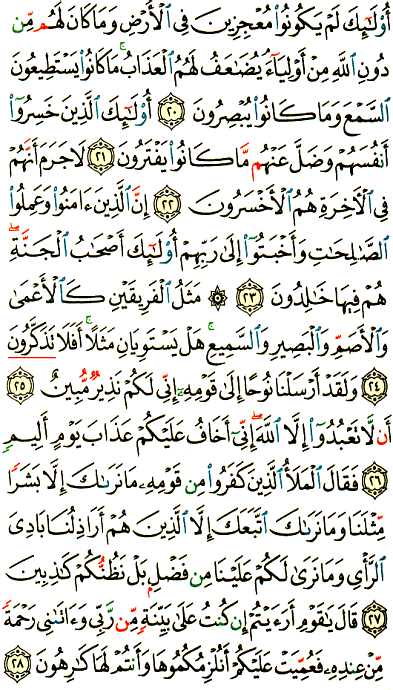 أُوْلَٰٓئِكَ لَمۡ يَكُونُواْ مُعۡجِزِينَ فِي ٱلۡأَرۡضِ وَمَا كَانَ لَهُم مِّن
دُونِ ٱللَّهِ مِنۡ أَوۡلِيَآءَۘ يُضَٰعَفُ لَهُمُ ٱلۡعَذَابُۚ مَا كَانُواْ يَسۡتَطِيعُونَ
ٱلسَّمۡعَ وَمَا كَانُواْ يُبۡصِرُونَ ٢٠ أُوْلَٰٓئِكَ ٱلَّذِينَ خَسِرُوٓاْ
أَنفُسَهُمۡ وَضَلَّ عَنۡهُم مَّا كَانُواْ يَفۡتَرُونَ ٢١ لَا جَرَمَ أَنَّهُمۡ
فِي ٱلۡأٓخِرَةِ هُمُ ٱلۡأَخۡسَرُونَ ٢٢ إِنَّ ٱلَّذِينَ ءَامَنُواْ وَعَمِلُواْ
ٱلصَّٰلِحَٰتِ وَأَخۡبَتُوٓاْ إِلَىٰ رَبِّهِمۡ أُوْلَٰٓئِكَ أَصۡحَٰبُ ٱلۡجَنَّةِۖ
هُمۡ فِيهَا خَٰلِدُونَ ٢٣ ۞ مَثَلُ ٱلۡفَرِيقَيۡنِ كَٱلۡأَعۡمَىٰ
وَٱلۡأَصَمِّ وَٱلۡبَصِيرِ وَٱلسَّمِيعِۚ هَلۡ يَسۡتَوِيَانِ مَثَلًاۚ أَفَلَا تَذَكَّرُونَ
٢٤ وَلَقَدۡ أَرۡسَلۡنَا نُوحًا إِلَىٰ قَوۡمِهِۦٓ إِنِّي لَكُمۡ نَذِيرٞ مُّبِينٌ ٢٥
أَن لَّا تَعۡبُدُوٓاْ إِلَّا ٱللَّهَۖ إِنِّيٓ أَخَافُ عَلَيۡكُمۡ عَذَابَ يَوۡمٍ أَلِيمٖ
٢٦ فَقَالَ ٱلۡمَلَأُ ٱلَّذِينَ كَفَرُواْ مِن قَوۡمِهِۦ مَا نَرَىٰكَ إِلَّا بَشَرٗا
مِّثۡلَنَا وَمَا نَرَىٰكَ ٱتَّبَعَكَ إِلَّا ٱلَّذِينَ هُمۡ أَرَاذِلُنَا بَادِيَ
ٱلرَّأۡيِ وَمَا نَرَىٰ لَكُمۡ عَلَيۡنَا مِن فَضۡلِۭ بَلۡ نَظُنُّكُمۡ كَٰذِبِينَ
٢٧ قَالَ يَٰقَوۡمِ أَرَءَيۡتُمۡ إِن كُنتُ عَلَىٰ بَيِّنَةٖ مِّن رَّبِّي وَءَاتَىٰنِي رَحۡمَةٗ
مِّنۡ عِندِهِۦ فَعُمِّيَتۡ عَلَيۡكُمۡ أَنُلۡزِمُكُمُوهَا وَأَنتُمۡ لَهَا كَٰرِهُونَ ٢٨